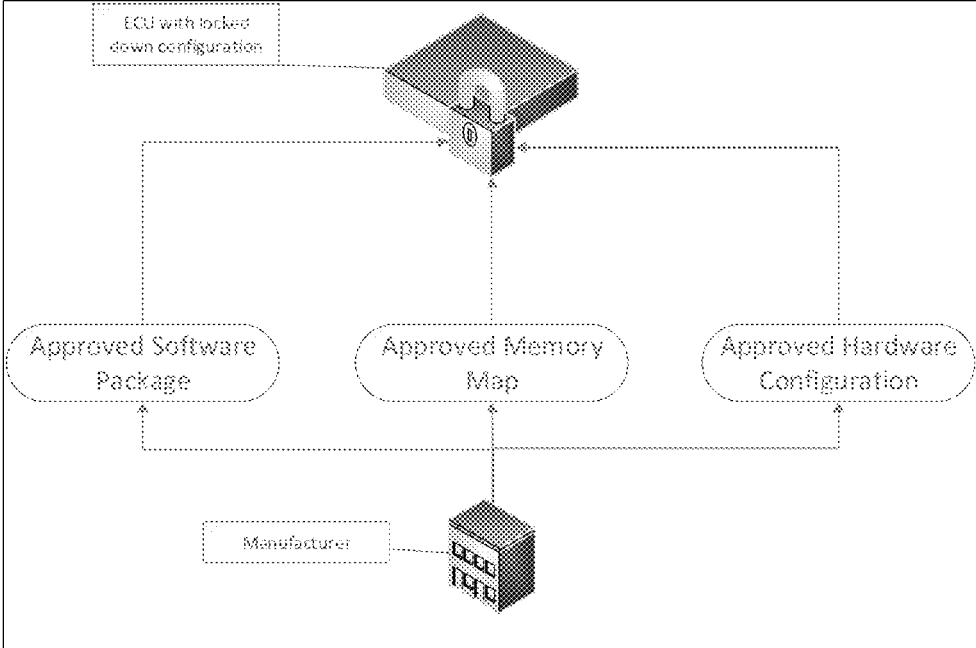 ECU with locked
down configuration
Approved Software
Package
Approved Memory
Map
Approved Hardware
Configuration
Manufacturer